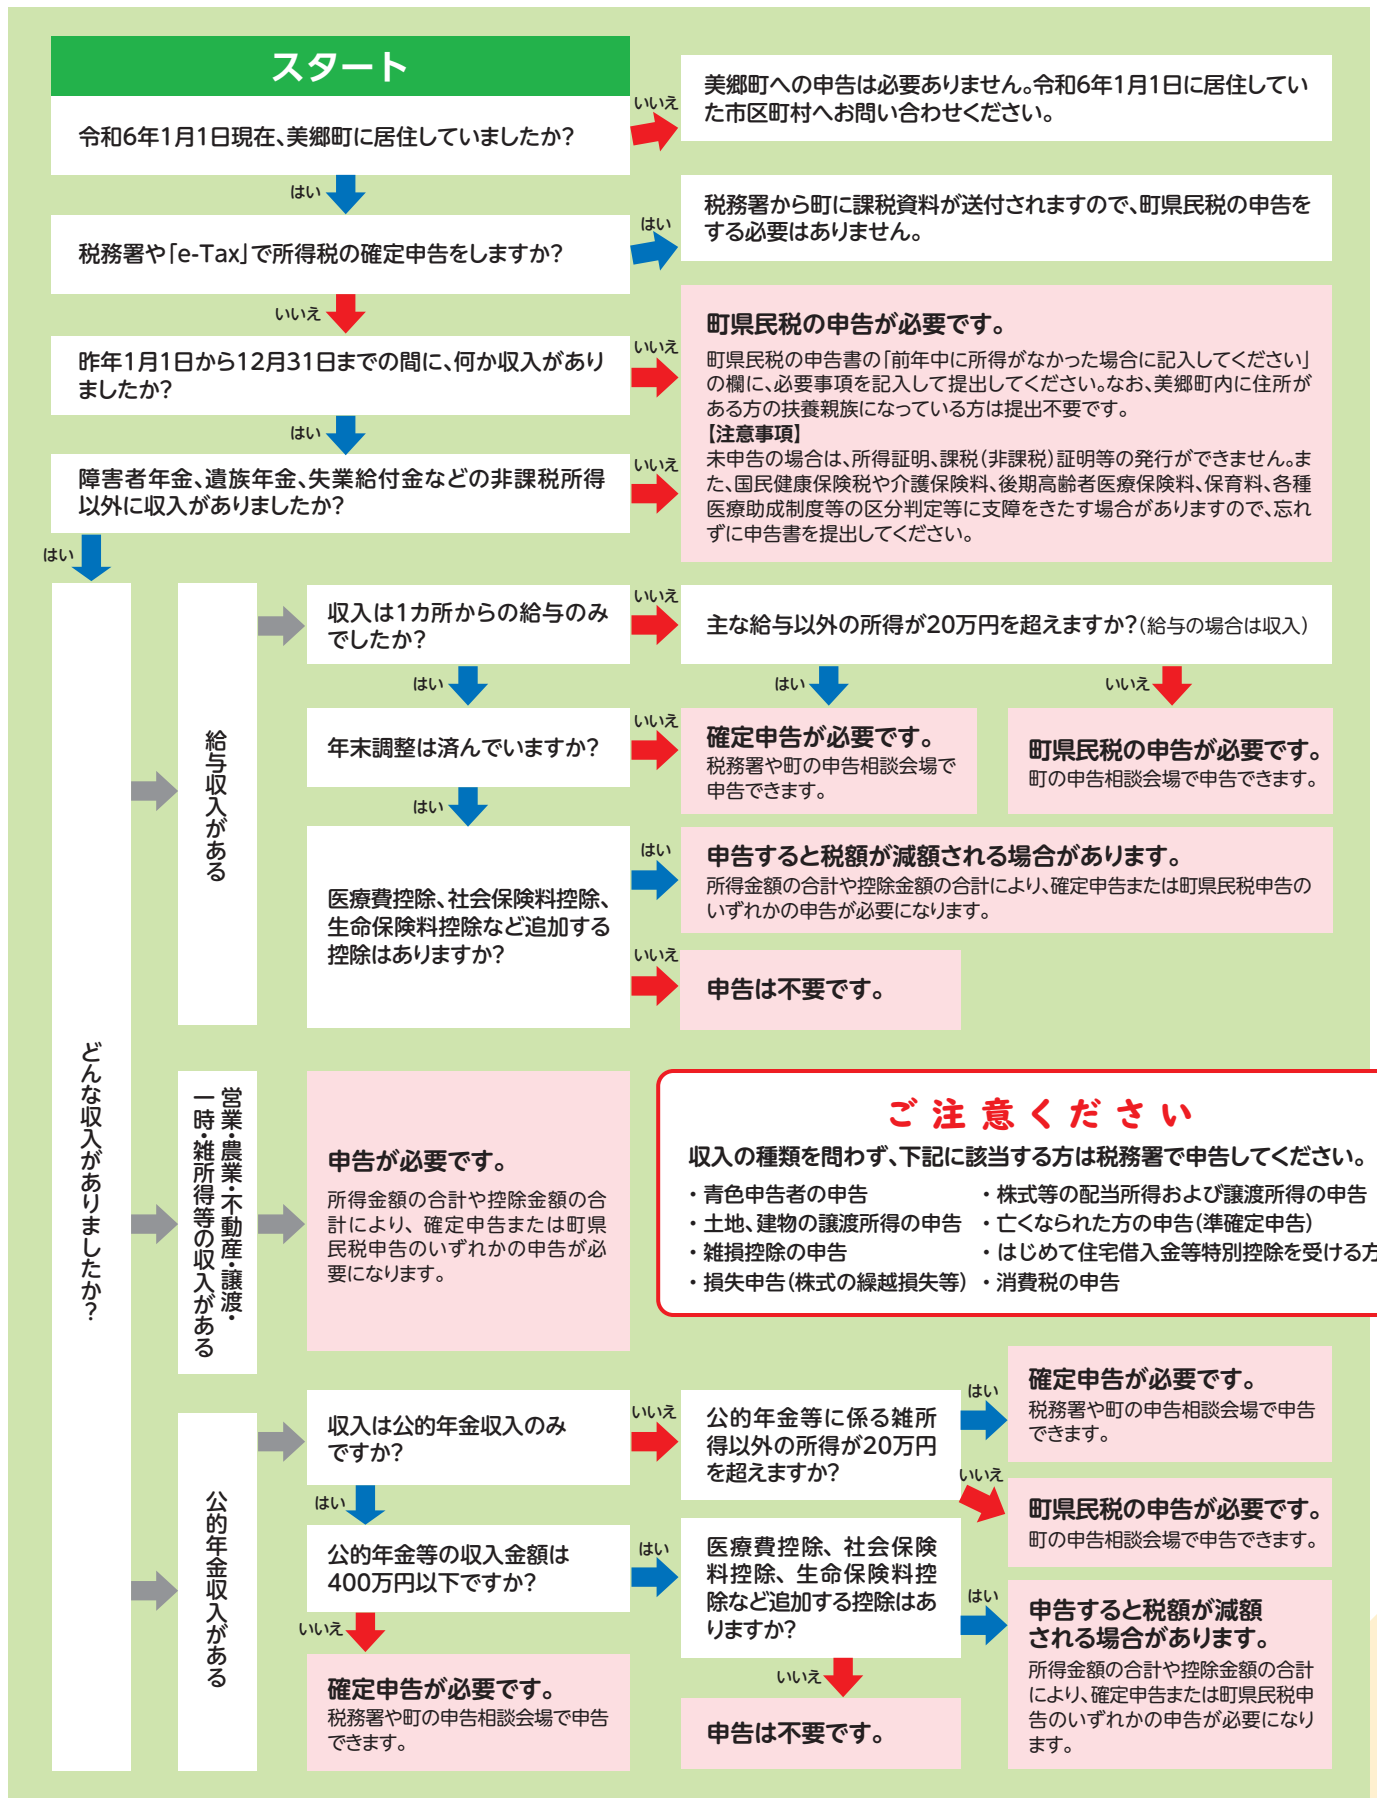 スタート
令和6年1月1日現在、美郷町に居住していましたか?
いいえ
美郷町への申告は必要ありません。令和6年1月1日に居住してい
た市区町村へお問い合わせください。
はい
税務署や「e-Tax」で所得税の確定申告をしますか?
はい
税務署から町に課税資料が送付されますので、町県民税の申告を
する必要はありません。
いいえ
昨年1月1日から12月31日までの間に、何か収入があり
ましたか?
いいえ
町県民税の申告が必要です。
町県民税の申告書の「前年中に所得がなかった場合に記入してください」
の欄に、必要事項を記入して提出してください。なお、美郷町内に住所が
ある方の扶養親族になっている方は提出不要です。
【注意事項】
未申告の場合は、所得証明、課税(非課税)証明等の発行ができません。ま
た、国民健康保険税や介護保険料、後期高齢者医療保険料、保育料、各種
医療助成制度等の区分判定等に支障をきたす場合がありますので、忘れ
ずに申告書を提出してください。
はい
障害者年金、遺族年金、失業給付金などの非課税所得
以外に収入がありましたか?
いいえ
はい
どんな収入がありましたか?
給与収入がある
収入は1カ所からの給与のみ
でしたか?
いいえ
主な給与以外の所得が20万円を超えますか?(給与の場合は収入)
はい
はい
いいえ
年末調整は済んでいますか?
いいえ
確定申告が必要です。
税務署や町の申告相談会場で
申告できます。
町県民税の申告が必要です。
町の申告相談会場で申告できます。
はい
医療費控除、社会保険料控除、
生命保険料控除など追加する
控除はありますか?
はい
申告すると税額が減額される場合があります。
所得金額の合計や控除金額の合計により、確定申告または町県民税申告の
いずれかの申告が必要になります。
いいえ
申告は不要です。
営業・農業・不動産・譲渡・
一時・雑所得等の収入がある
申告が必要です。
所得金額の合計や控除金額の合
計により、確定申告または町県
民税申告のいずれかの申告が必
要になります。
ご注意ください
収入の種類を問わず、下記に該当する方は税務署で申告してください。
・青色申告者の申告
・土地、建物の譲渡所得の申告
・雑損控除の申告
・損失申告(株式の繰越損失等)
・株式等の配当所得および譲渡所得の申告
・亡くなられた方の申告(準確定申告)
・はじめて住宅借入金等特別控除を受ける方
・消費税の申告
公的年金収入がある
収入は公的年金収入のみ
ですか?
いいえ
公的年金等に係る雑所
得以外の所得が20万円
を超えますか?
はい
確定申告が必要です。
税務署や町の申告相談会場で申告
できます。
いいえ
町県民税の申告が必要です。
町の申告相談会場で申告できます。
はい
公的年金等の収入金額は
400万円以下ですか?
はい
医療費控除、社会保険
料控除、生命保険料控
除など追加する控除はあ
りますか?
はい
申告すると税額が減額
される場合があります。
所得金額の合計や控除金額の合計
により、確定申告または町県民税申
告のいずれかの申告が必要になり
ます。
いいえ
確定申告が必要です。
税務署や町の申告相談会場で申告
できます。
いいえ
申告は不要です。